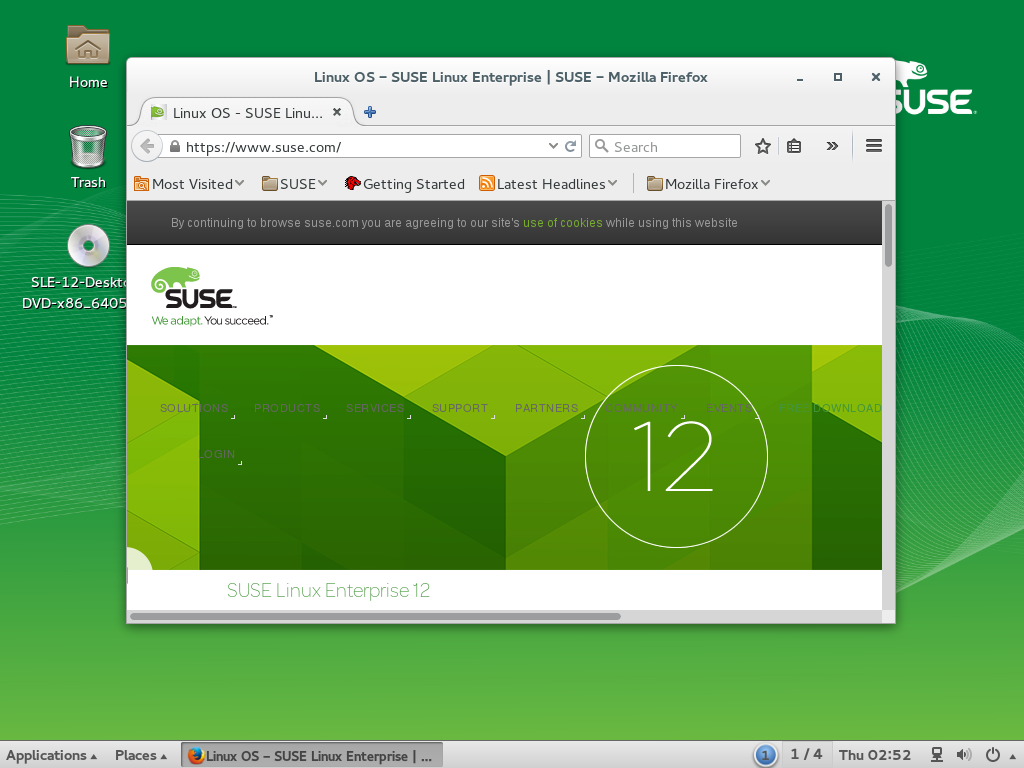 Home
Trash
SLE-12-Deskto
DVD-x86_6405
SUSE
Linux OS – SUSE Linux Enterprise | SUSE – Mozilla Firefox
Linux OS - SUSE Linu...
https://www.suse.com/
Search
Most Visited SUSE Getting Started Latest Headlines Mozilla Firefox
By continuing to browse suse.com you are agreeing to our site's use of cookies while using this website
SUSE
We adapt. You succeed.
SOLUTIONS PRODUCTS SERVICES SUPPORT PARTNERS COMMUNITY EVENTS DOWNLOAD
LOGIN
12
SUSE Linux Enterprise 12
Applications Places Linux OS – SUSE Linux Enterprise | ... 1 1 / 4 Thu 02:52